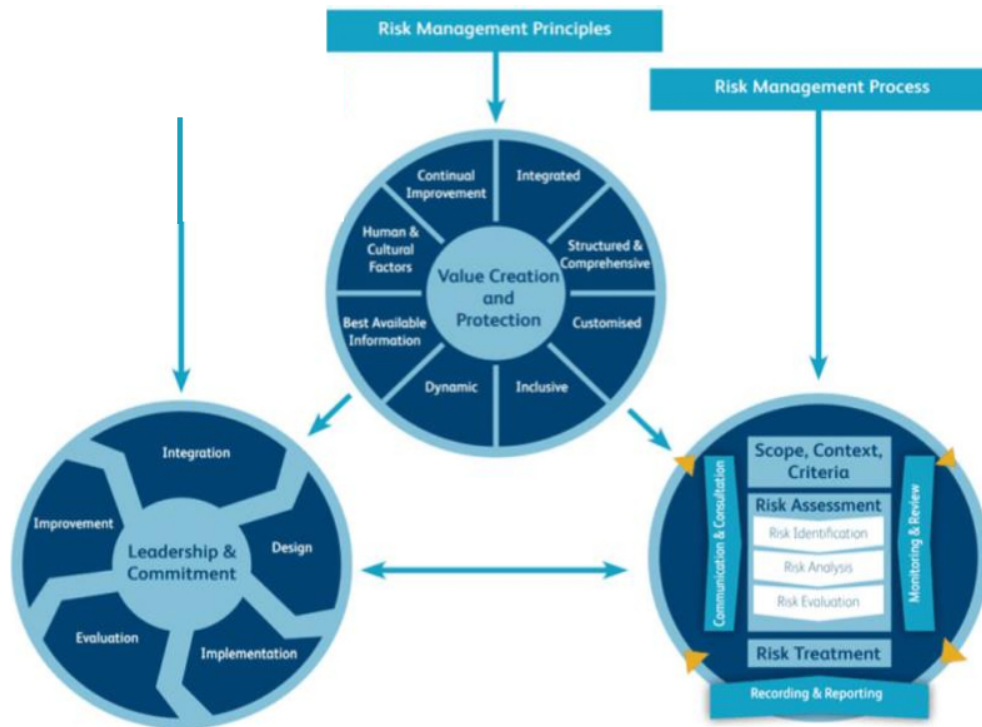 Risk Management Principles
Risk Management Process
Continual
Improvement
Integrated
Human &
Cultural
Factors
Structured &
Comprehensive
Value Creation
and
Protection
Best Available
Information
Customised
Dynamic
Inclusive
Integration
Improvement
Design
Leadership &
Commitment
Evaluation
Implementation
Scope, Context,
Criteria
Communication & Consultation
Risk Assessment
Risk Identification
Risk Analysis
Risk Evaluation
Monitoring & Review
Risk Treatment
Recording & Reporting